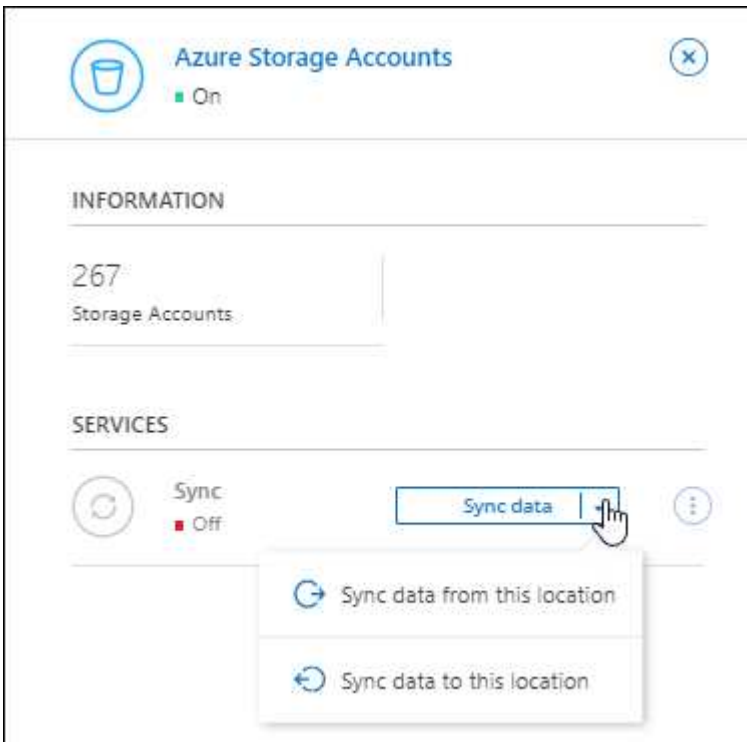 Azure Storage Accounts
On
INFORMATION
267
Storage Accounts
SERVICES
Sync
Off
Sync data
Sync data from this location
Sync data to this location